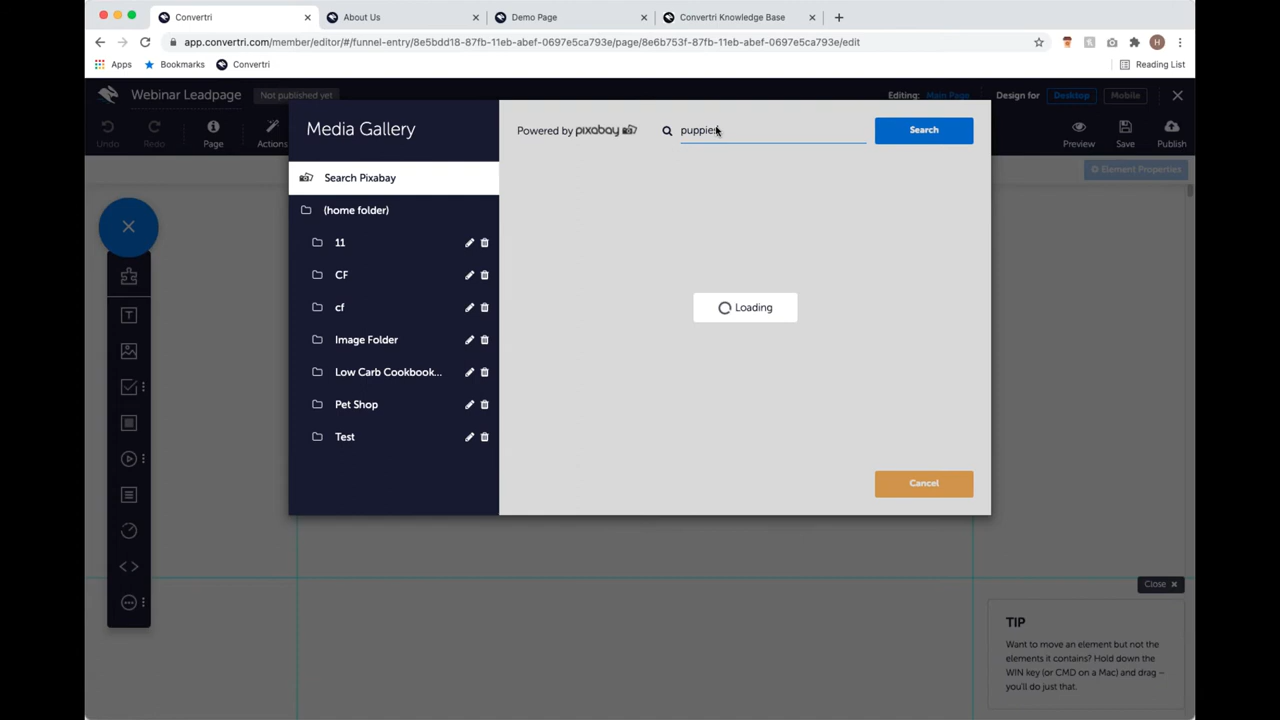 Convertri
About Us
Demo Page
Convertri Knowledge Base
app.convertri.com/member/editor/#/funnel-entry/8e5bdd18-87fb-11eb-abef-0697e5ca793e/page/8e6b753f-87fb-11eb-abef-0697e5ca793e/edit
H
Apps Bookmarks Convertri Reading List
Webinar Leadpage Not published yet Editing: Main Page Design for Desktop Mobile
Undo Redo Page Actions Preview Save Publish
Element Properties
Media Gallery
Powered by pixabay puppies Search
Search Pixabay
(home folder)
11
CF
cf
Image Folder
Low Carb Cookbook...
Pet Shop
Test
Loading
Cancel
Close
TIP
Want to move an element but not the
elements it contains? Hold down the
WIN key (or CMD on a Mac) and drag –
you'll do just that.